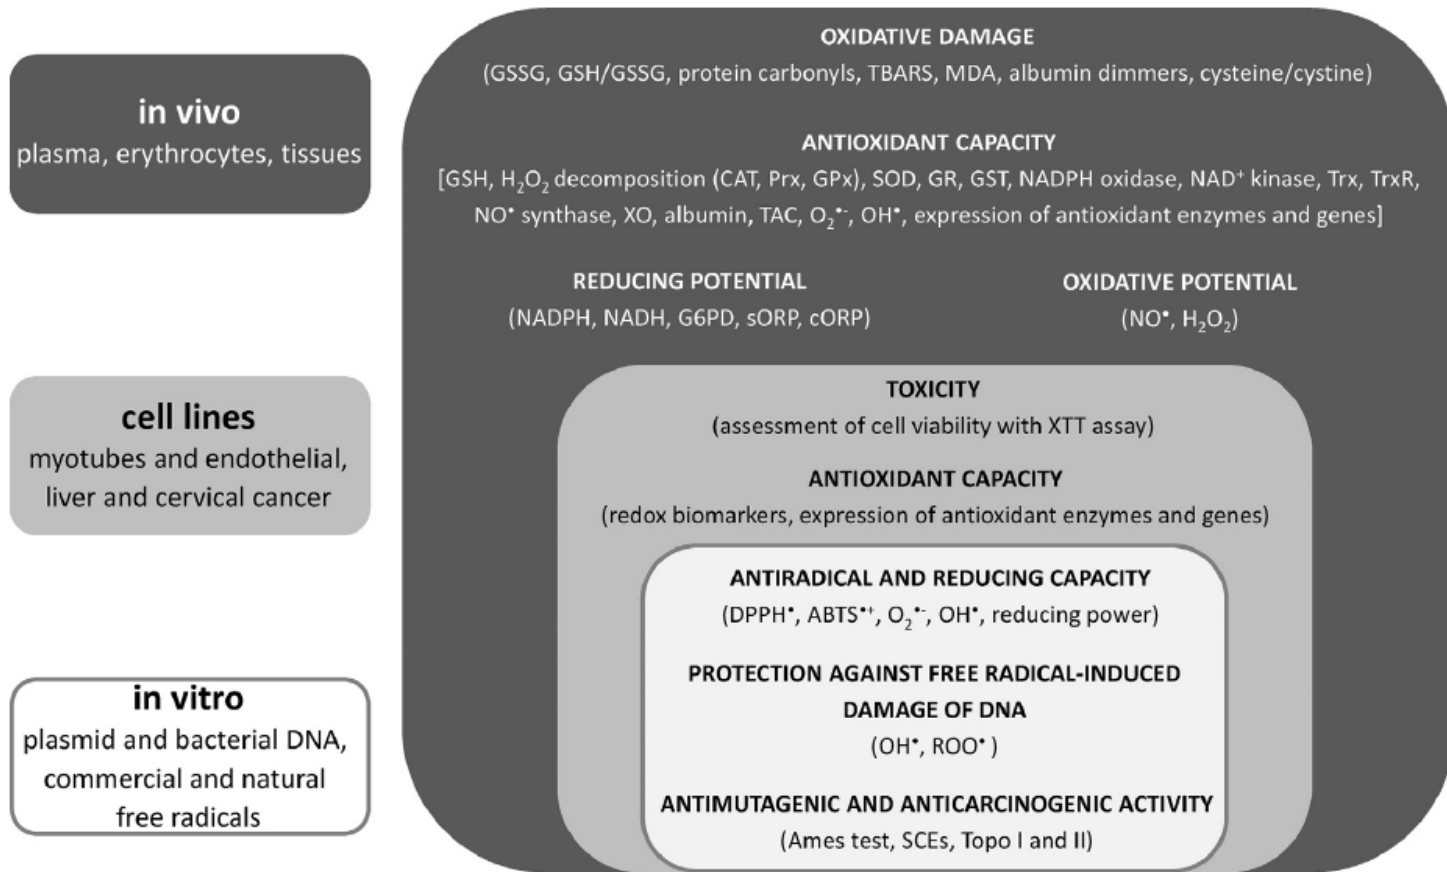 in vivo
plasma, erythrocytes, tissues
cell lines
myotubes and endothelial,
liver and cervical cancer
in vitro
plasmid and bacterial DNA,
commercial and natural
free radicals
OXIDATIVE DAMAGE
(GSSG, GSH/GSSG, protein carbonyls, TBARS, MDA, albumin dimmers, cysteine/cystine)
ANTIOXIDANT CAPACITY
[GSH, H₂O₂ decomposition (CAT, Prx, GPx), SOD, GR, GST, NADPH oxidase, NAD⁺ kinase, Trx, TrxR,
NO• synthase, XO, albumin, TAC, O₂•⁻, OH•, expression of antioxidant enzymes and genes]
REDUCING POTENTIAL
(NADPH, NADH, G6PD, sORP, cORP)
OXIDATIVE POTENTIAL
(NO•, H₂O₂)
TOXICITY
(assessment of cell viability with XTT assay)
ANTIOXIDANT CAPACITY
(redox biomarkers, expression of antioxidant enzymes and genes)
ANTIRADICAL AND REDUCING CAPACITY
(DPPH•, ABTS•⁺, O₂•⁻, OH•, reducing power)
PROTECTION AGAINST FREE RADICAL-INDUCED
DAMAGE OF DNA
(OH•, ROO• )
ANTIMUTAGENIC AND ANTICARCINOGENIC ACTIVITY
(Ames test, SCEs, Topo I and II)